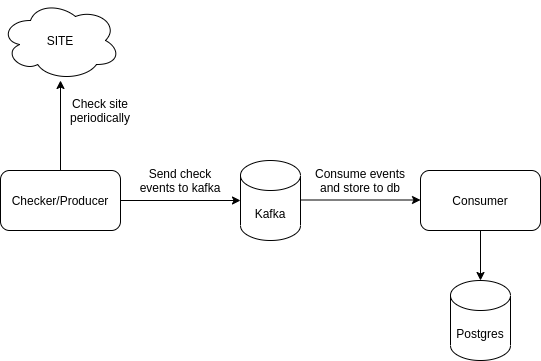 SITE
Check site
periodically
Checker/Producer
Send check
events to kafka
Kafka
Consume events
and store to db
Consumer
Postgres